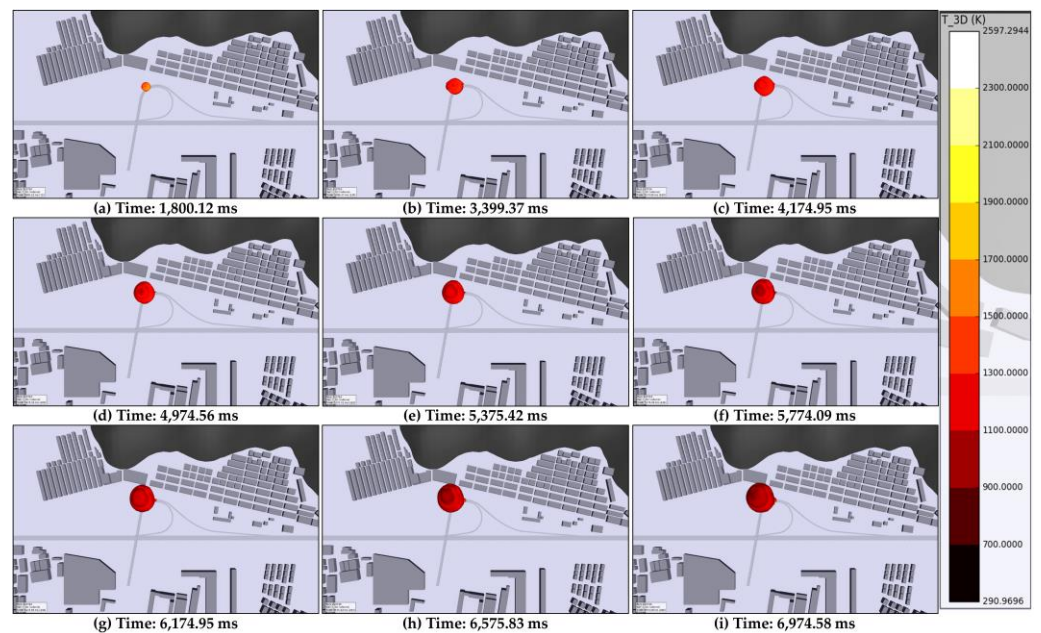 T_3D (K)
2597.2944
2300.0000
2100.0000
1900.0000
1700.0000
1500.0000
1300.0000
1100.0000
900.0000
700.0000
290.9696
(a) Time: 1,800.12 ms
(b) Time: 3,399.37 ms
(c) Time: 4,174.95 ms
(d) Time: 4,974.56 ms
(e) Time: 5,375.42 ms
(f) Time: 5,774.09 ms
(g) Time: 6,174.95 ms
(h) Time: 6,575.83 ms
(i) Time: 6,974.58 ms